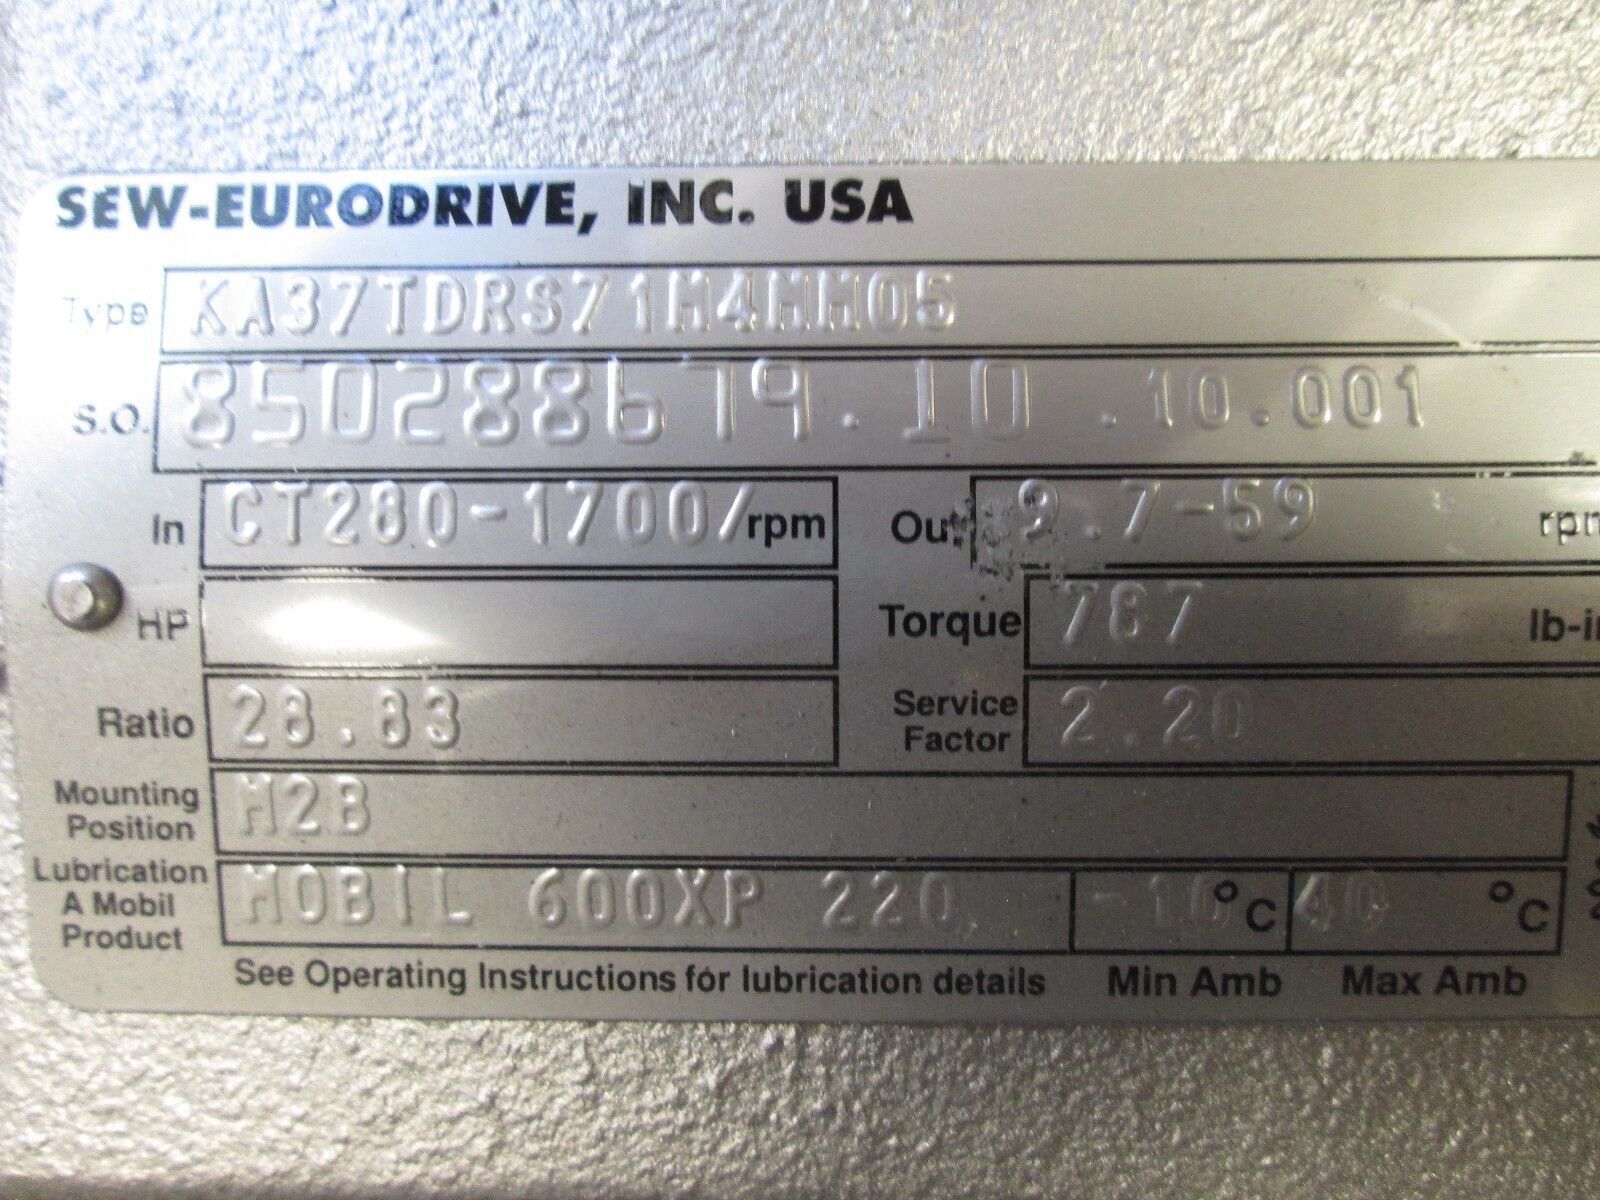 SEW-EURODRIVE, INC. USA
Type KA37TDRS71M4MM05
S.O. 850288679.10 .10.001
In CT280-1700/rpm Out 9.7-59 rpm
HP Torque 787 lb-in
Ratio 28.83 Service Factor 2.20
Mounting Position M2B
Lubrication A Mobil Product MOBIL 600XP 220 -10 °C 40 °C
See Operating Instructions for lubrication details Min Amb Max Amb